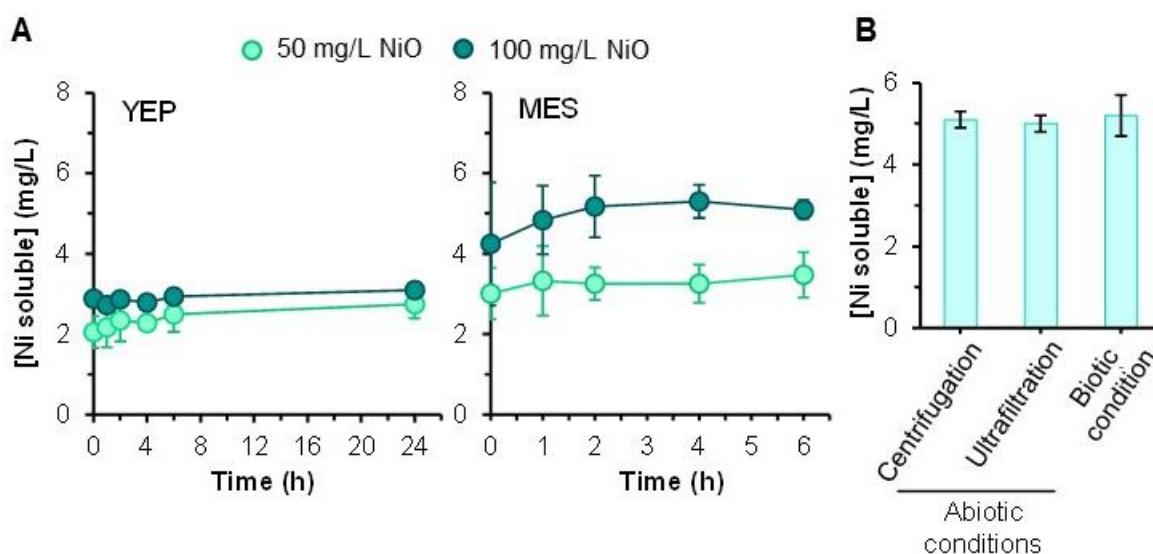 A
B
50 mg/L NiO
100 mg/L NiO
YEP
MES
[Ni soluble] (mg/L)
8
6
4
2
0
0 4 8 12 16 20 24
Time (h)
0 1 2 3 4 5 6
Time (h)
[Ni soluble] (mg/L)
6
4
2
0
Centrifugation
Ultrafiltration
Biotic
condition
Abiotic
conditions